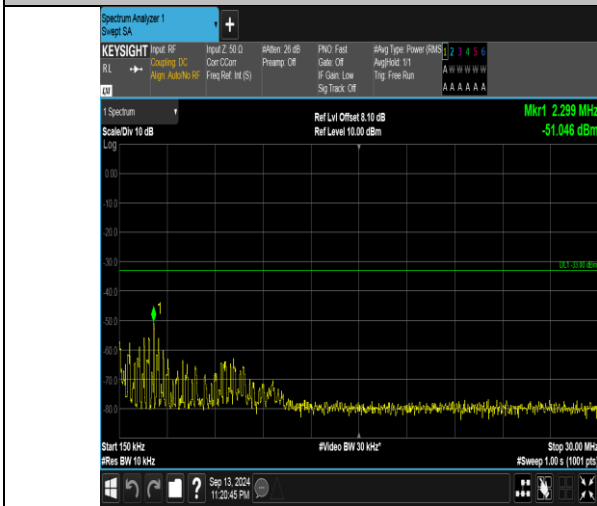 Spectrum Analyzer 1
Swept SA
+
KEYSIGHT
RL
Input: RF
Coupling: DC
Align: Auto/No RF
Input Z: 50 Ω
Corr CCorr
Freq Ref: Int (S)
#Atten: 26 dB
Preamp: Off
PNO: Fast
Gate: Off
IF Gain: Low
Sig Track: Off
#Avg Type: Power (RMS
Avg|Hold: 1/1
Trig: Free Run
1 2 3 4 5 6
A W W W W W
A A A A A A
1 Spectrum
Scale/Div 10 dB
Ref Lvl Offset 8.10 dB
Ref Level 10.00 dBm
Mkr1 2.299 MHz
-51.046 dBm
Log
0.00
-10.0
-20.0
-30.0
DL1 -33.00 dBm
-40.0
-50.0
1
-60.0
-70.0
-80.0
Start 150 kHz
#Res BW 10 kHz
#Video BW 30 kHz*
Stop 30.00 MHz
#Sweep 1.00 s (1001 pts)
?
Sep 13, 2024
11:20:45 PM